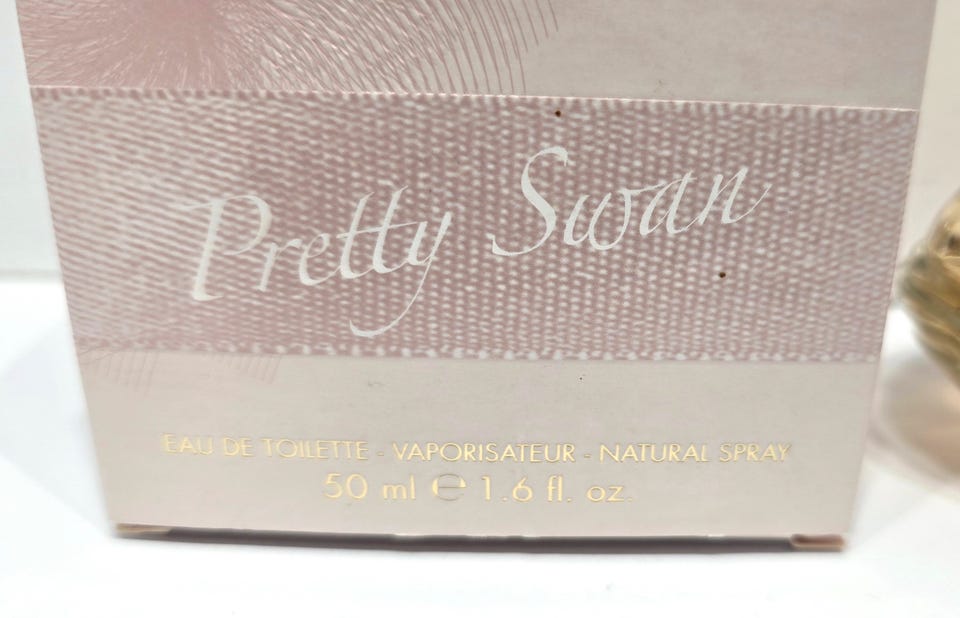 Pretty Swan
EAU DE TOILETTE - VAPORISATEUR - NATURAL SPRAY
50 ml ℮ 1.6 fl. oz.